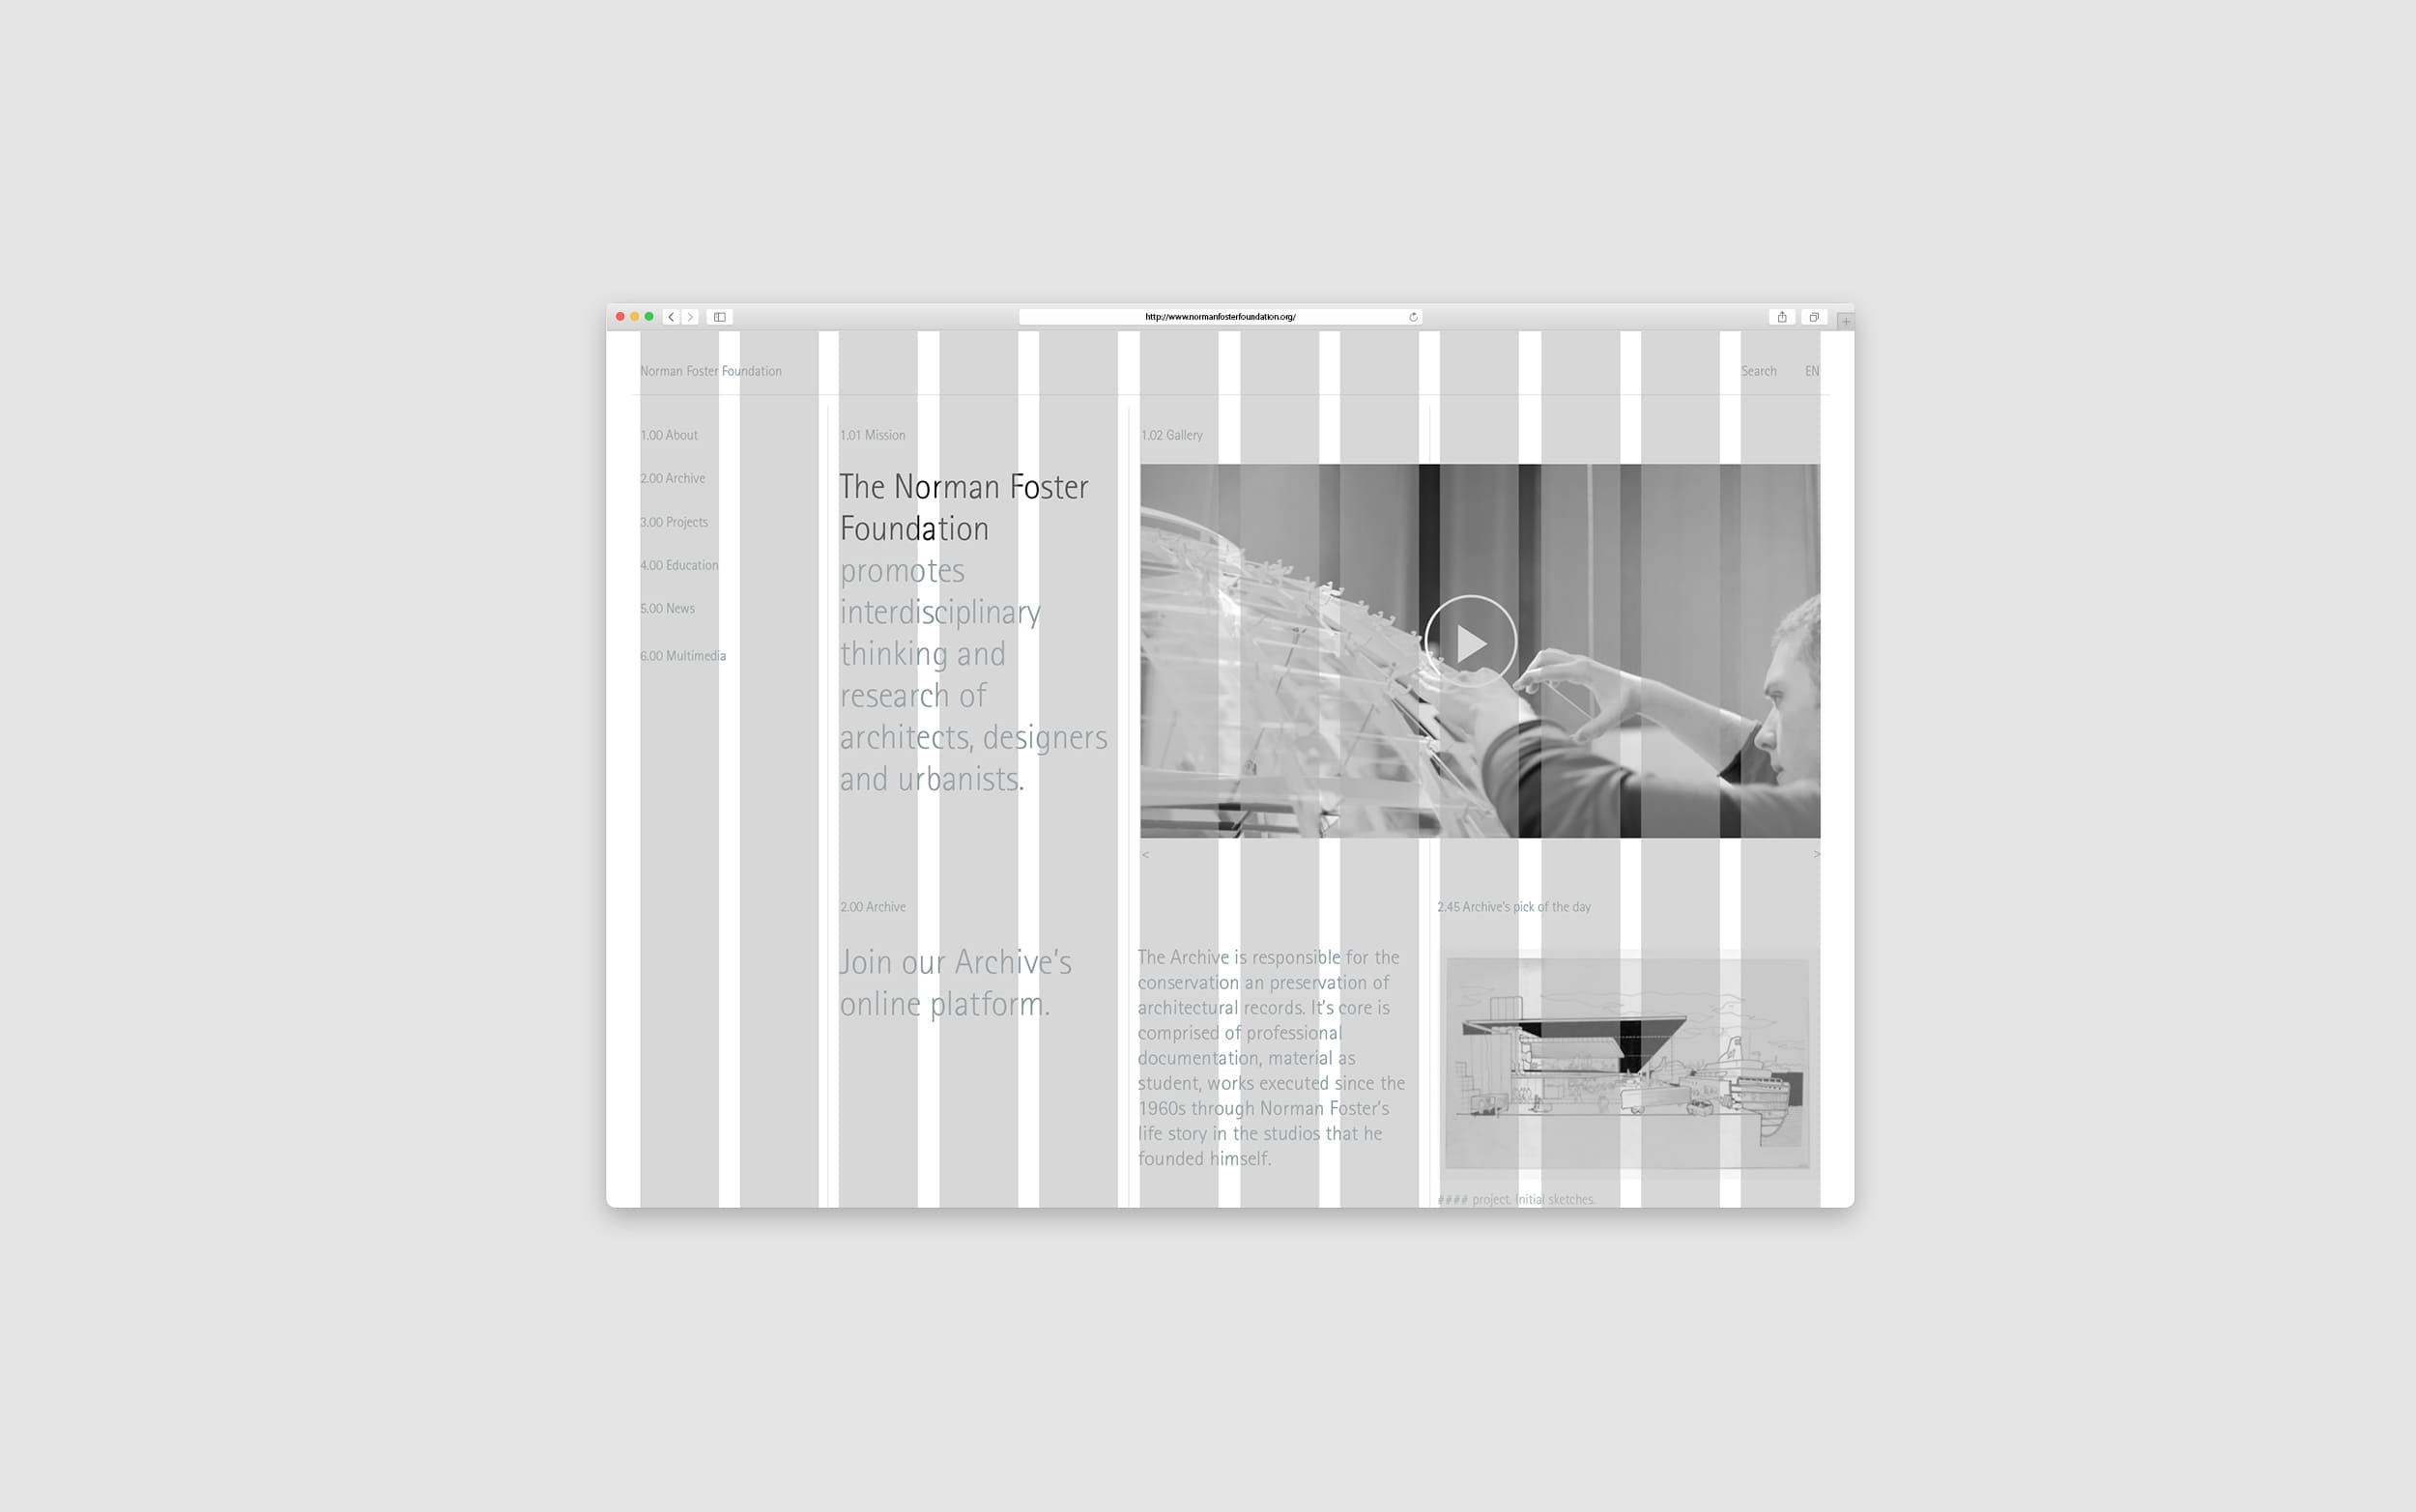 http://www.normanfosterfoundation.org/
Norman Foster Foundation
Search
EN
1.00 About
2.00 Archive
3.00 Projects
4.00 Education
5.00 News
6.00 Multimedia
1.01 Mission
The Norman Foster
Foundation
promotes
interdisciplinary
thinking and
research of
architects, designers
and urbanists.
1.02 Gallery
<
>
2.00 Archive
Join our Archive's
online platform.
The Archive is responsible for the
conservation an preservation of
architectural records. It's core is
comprised of professional
documentation, material as
student, works executed since the
1960s through Norman Foster's
life story in the studios that he
founded himself.
2.45 Archive's pick of the day
#### project. Initial sketches.